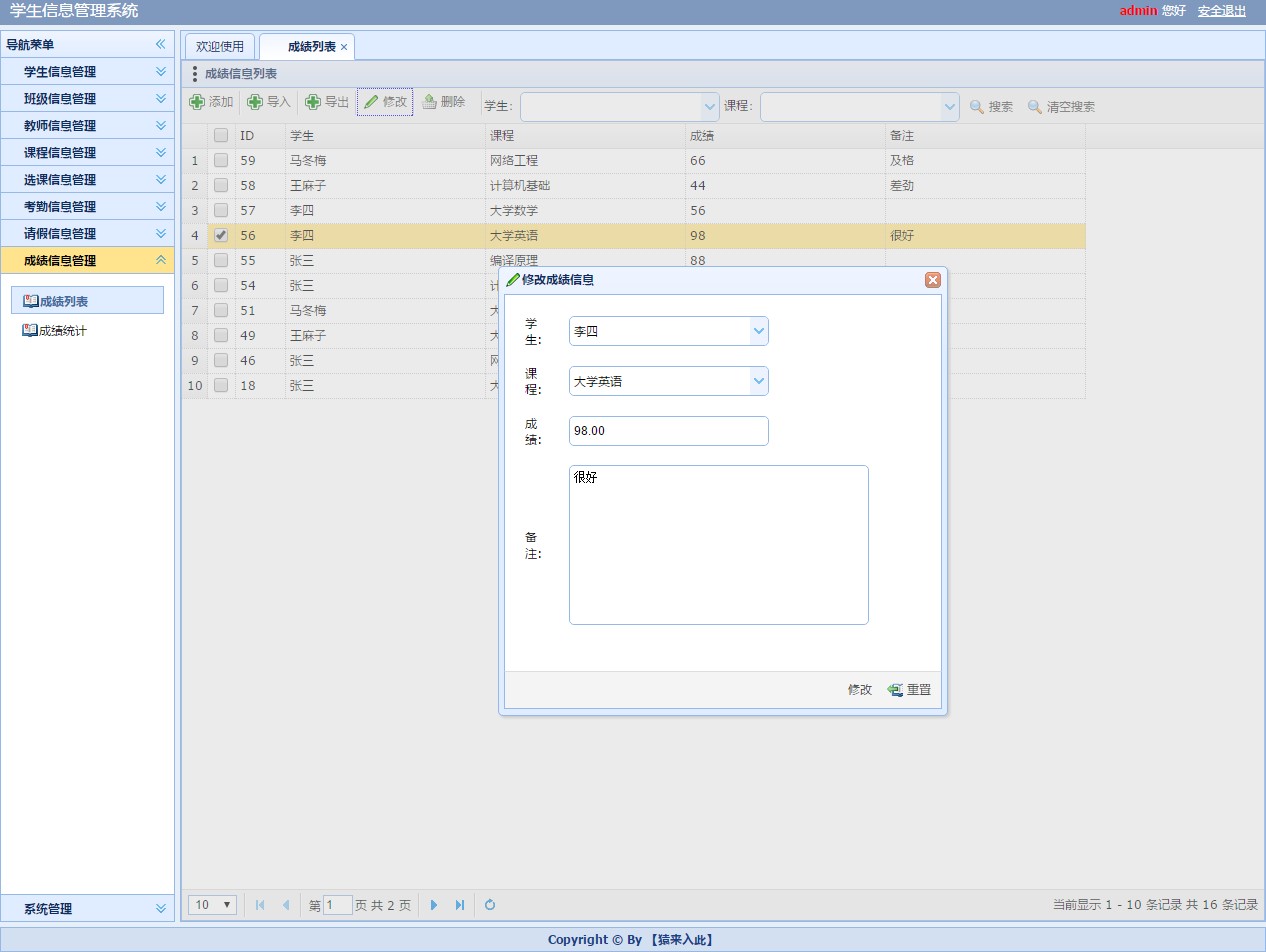 学生信息管理系统
admin 您好 安全退出
导航菜单
学生信息管理
班级信息管理
教师信息管理
课程信息管理
选课信息管理
考勤信息管理
请假信息管理
成绩信息管理
成绩列表
成绩统计
系统管理
欢迎使用 成绩列表
成绩信息列表
添加 导入 导出 修改 删除 学生: 课程: 搜索 清空搜索
ID 学生 课程 成绩 备注
1 59 马冬梅 网络工程 66 及格
2 58 王麻子 计算机基础 44 差劲
3 57 李四 大学数学 56
4 56 李四 大学英语 98 很好
5 55 张三 编译原理 88
6 54 张三 计
7 51 马冬梅 大
8 49 王麻子 大
9 46 张三 网
10 18 张三 大
修改成绩信息
学生: 李四
课程: 大学英语
成绩: 98.00
备注: 很好
修改 重置
10 第 1 页 共 2 页 当前显示 1 - 10 条记录 共 16 条记录
Copyright © By 【猿来入此】